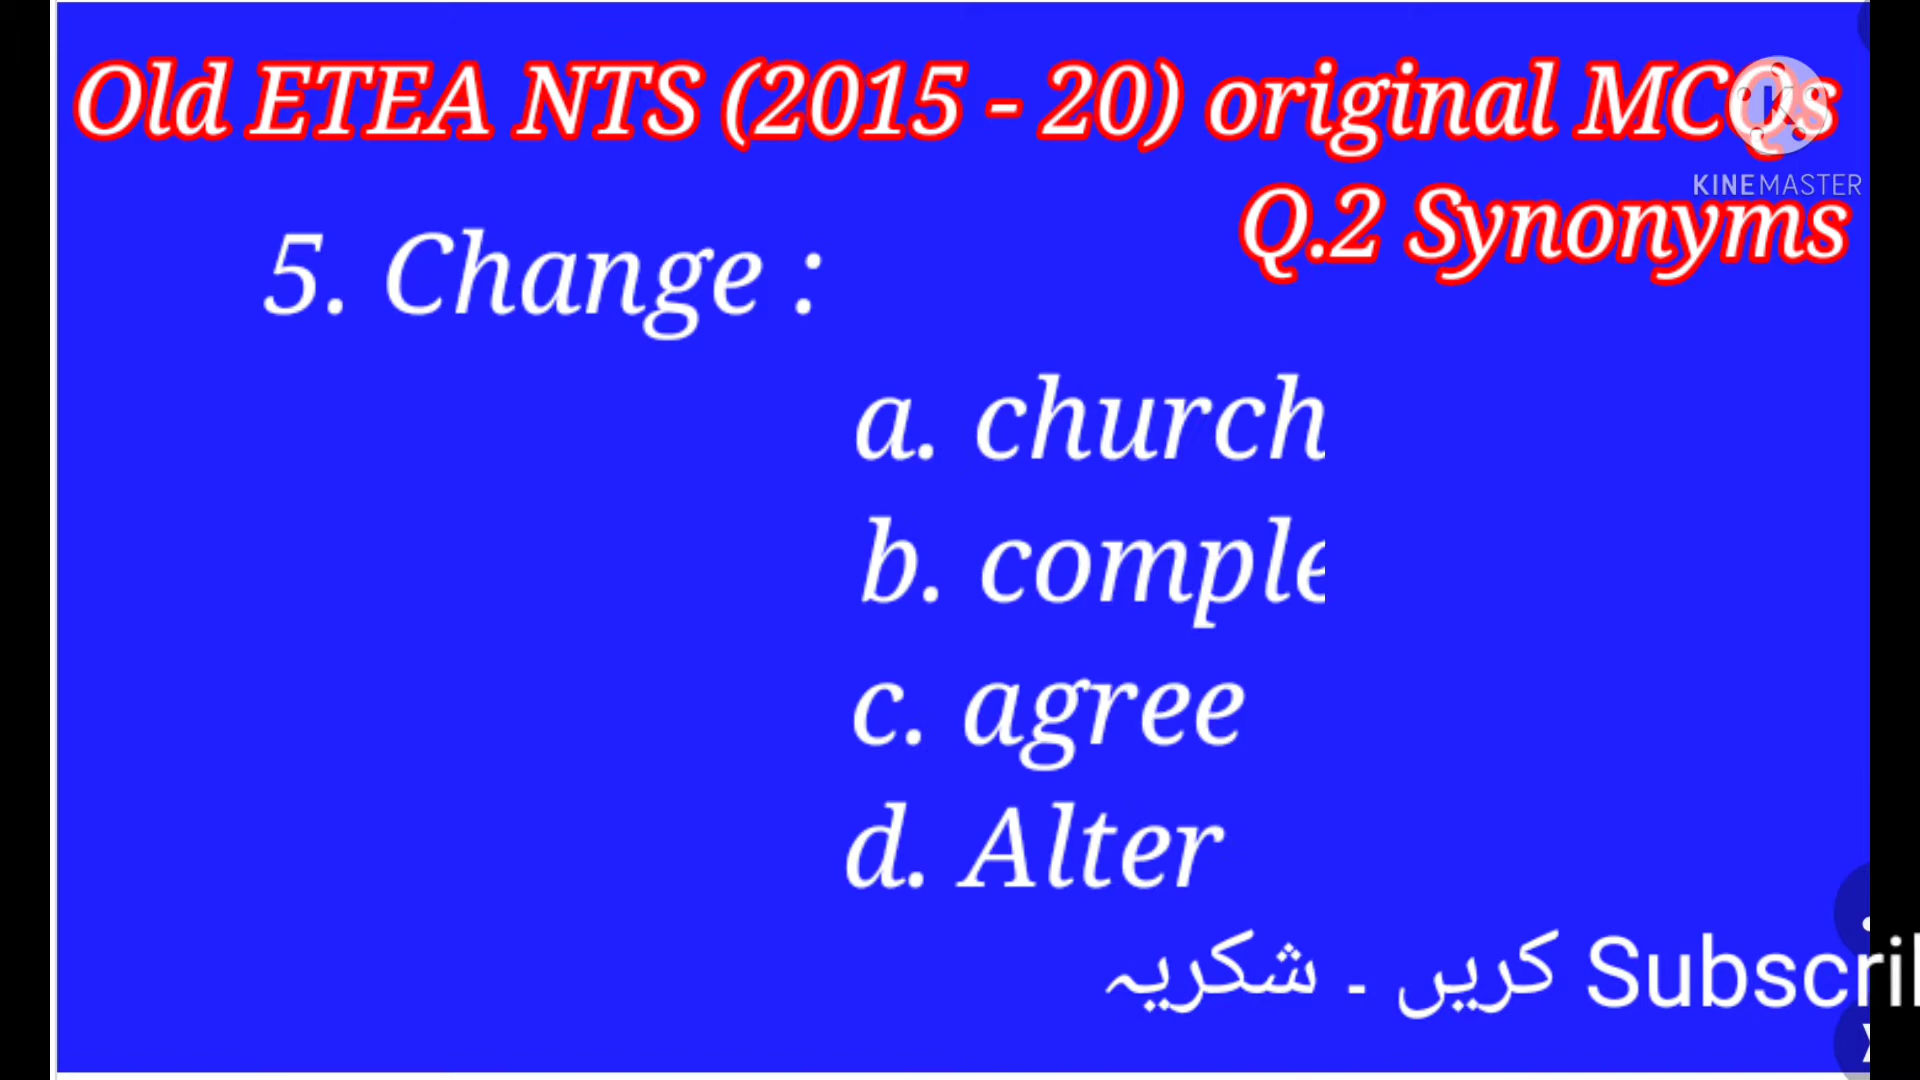 Old ETEA NTS (2015 - 20) original MCQs
KINEMASTER
Q.2 Synonyms
5. Change :
a. church
b. comple
c. agree
d. Alter
Subscri کریں ۔ شکریہ